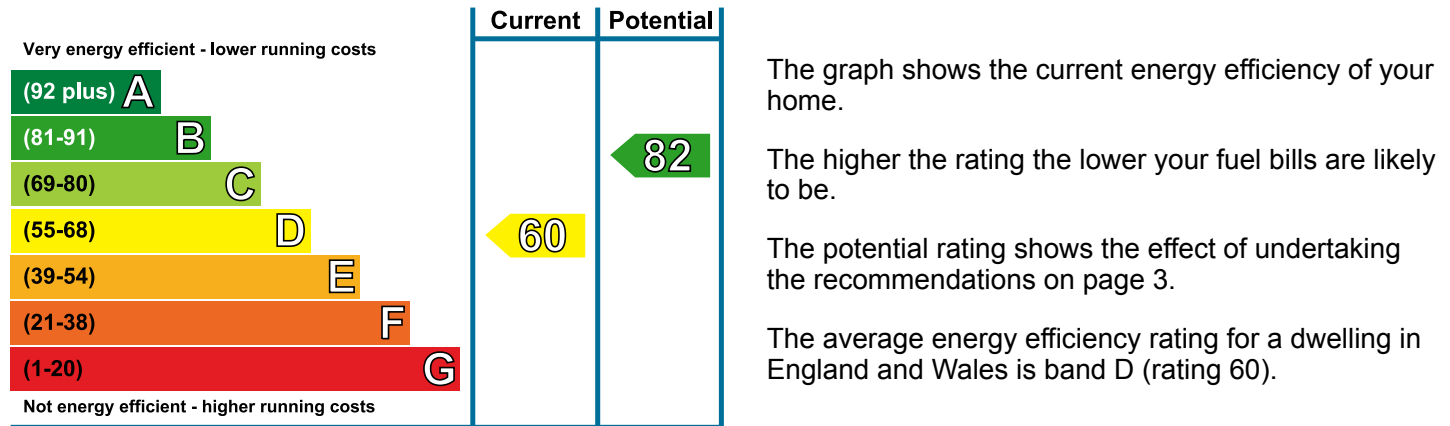 Current Potential
Very energy efficient - lower running costs
(92 plus) A
(81-91) B
82
(69-80) C
(55-68) D
60
(39-54) E
(21-38) F
(1-20) G
Not energy efficient - higher running costs
The graph shows the current energy efficiency of your
home.
The higher the rating the lower your fuel bills are likely
to be.
The potential rating shows the effect of undertaking
the recommendations on page 3.
The average energy efficiency rating for a dwelling in
England and Wales is band D (rating 60).